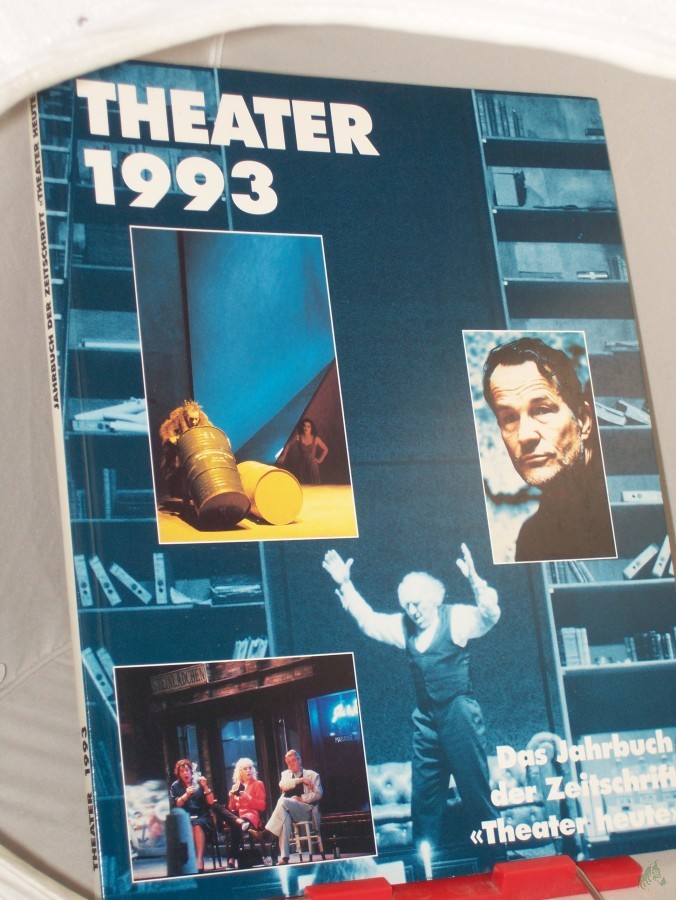 THEATER
1993
JAHRBUCH DER ZEITSCHRIFT «THEATER HEUTE
THEATER 1993
Das Jahrbuch
der Zeitschrift
«Theater heute»